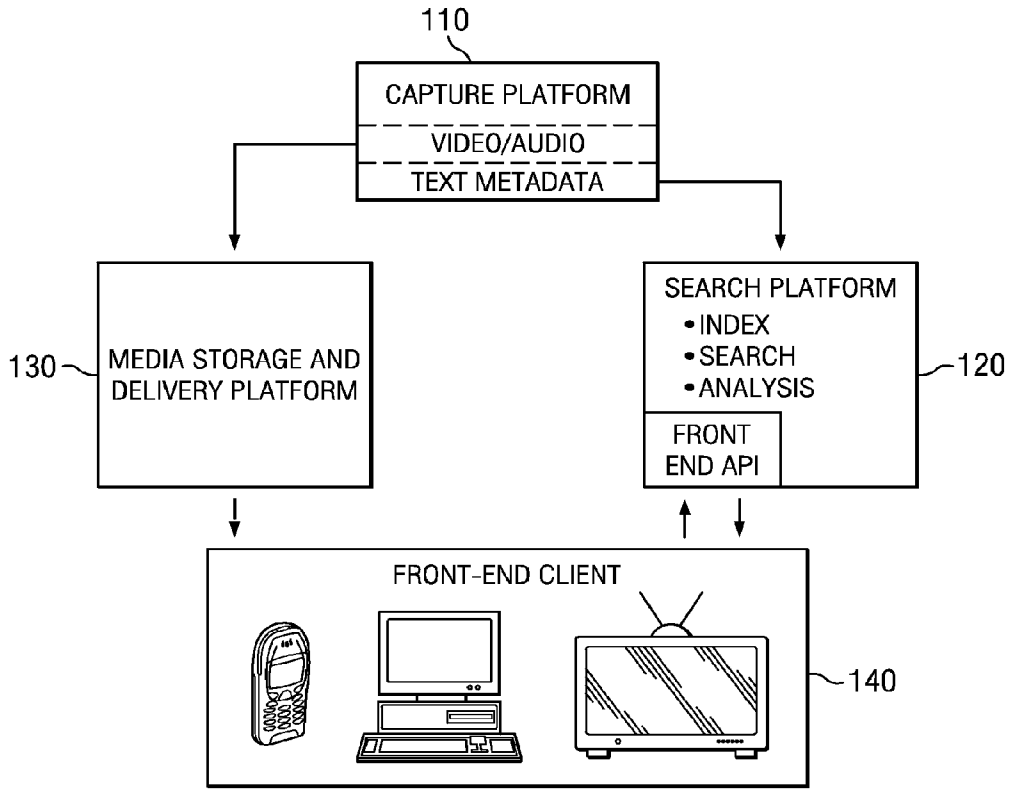 110
CAPTURE PLATFORM
VIDEO/AUDIO
TEXT METADATA
130
MEDIA STORAGE AND
DELIVERY PLATFORM
SEARCH PLATFORM
• INDEX
• SEARCH
• ANALYSIS
FRONT
END API
120
FRONT-END CLIENT
140